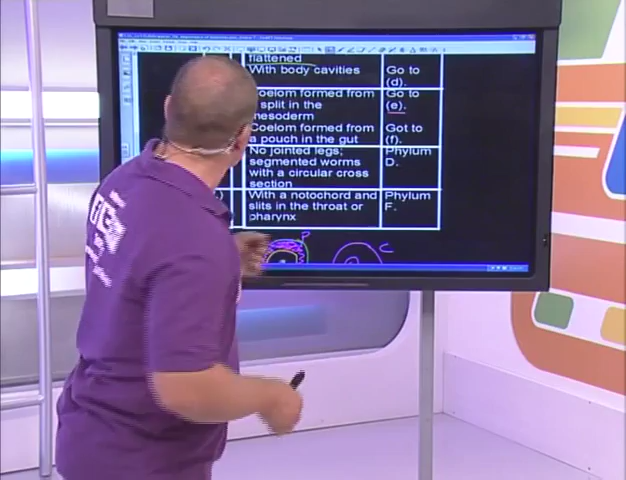 flattened
With body cavities
Go to
(d).
Coelom formed from
split in the
mesoderm
Go to
(e).
Coelom formed from
a pouch in the gut
Got to
(f).
No jointed legs;
segmented worms
with a circular cross
section
Phylum
D.
With a notochord and
slits in the throat or
pharynx
Phylum
F.
P
C